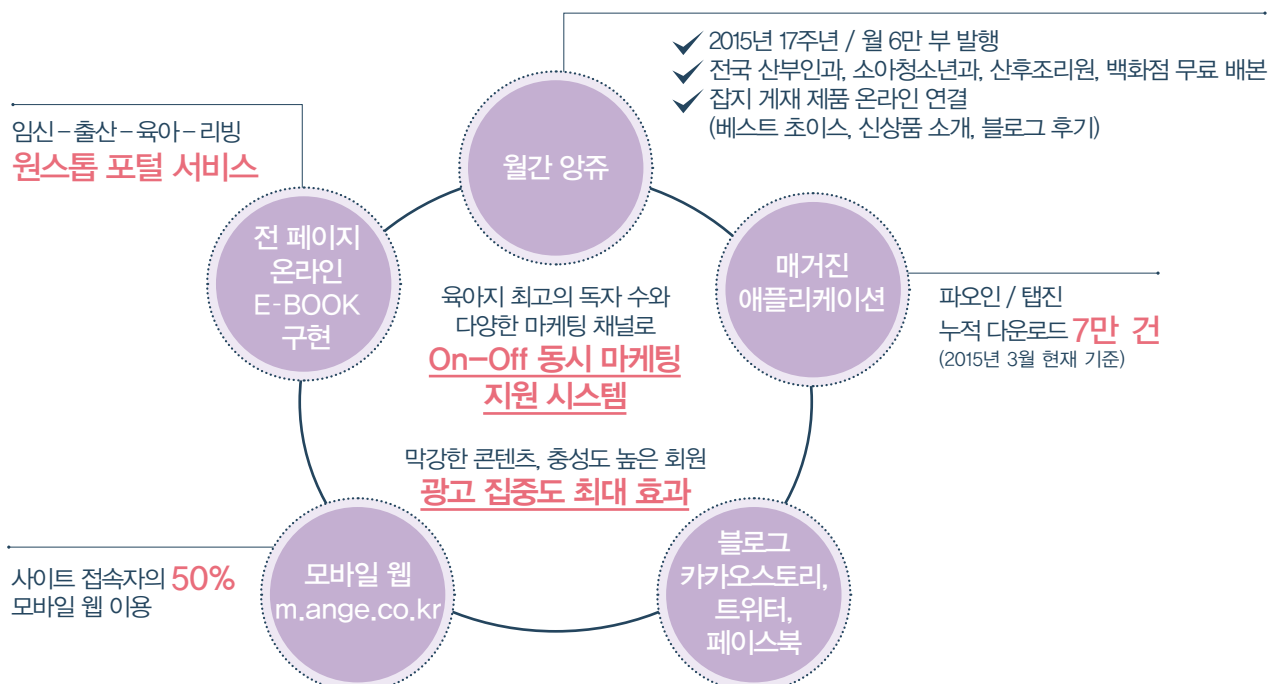 2015년 17주년 / 월 6만 부 발행
전국 산부인과, 소아청소년과, 산후조리원, 백화점 무료 배본
잡지 게재 제품 온라인 연결
(베스트 초이스, 신상품 소개, 블로그 후기)
임신-출산-육아-리빙
원스톱 포털 서비스
월간 앙쥬
전 페이지
온라인
E-BOOK
구현
매거진
애플리케이션
육아지 최고의 독자 수와
다양한 마케팅 채널로
On-Off 동시 마케팅
지원 시스템
파오인 / 탭진
누적 다운로드 7만 건
(2015년 3월 현재 기준)
막강한 콘텐츠, 충성도 높은 회원
광고 집중도 최대 효과
사이트 접속자의 50%
모바일 웹 이용
모바일 웹
m.ange.co.kr
블로그
카카오스토리,
트위터,
페이스북